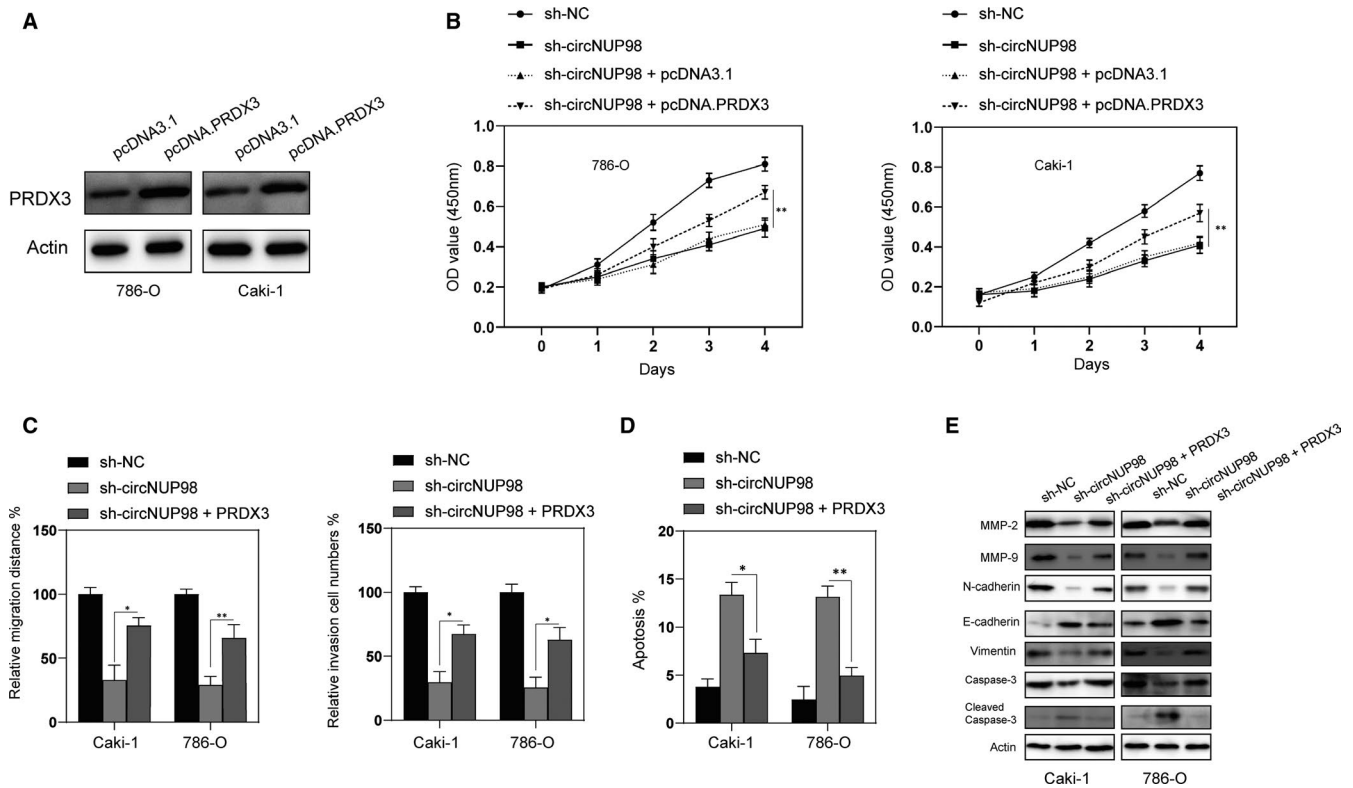 A
pcDNA3.1
pcDNA.PRDX3
pcDNA3.1
pcDNA.PRDX3
PRDX3
Actin
786-O
Caki-1
B
sh-NC
sh-circNUP98
sh-circNUP98 + pcDNA3.1
sh-circNUP98 + pcDNA.PRDX3
1.0
0.8
0.6
0.4
0.2
0.0
OD value (450nm)
786-O
**
0 1 2 3 4
Days
sh-NC
sh-circNUP98
sh-circNUP98 + pcDNA3.1
sh-circNUP98 + pcDNA.PRDX3
1.0
0.8
0.6
0.4
0.2
0.0
OD value (450nm)
Caki-1
**
0 1 2 3 4
Days
C
sh-NC
sh-circNUP98
sh-circNUP98 + PRDX3
150
100
50
0
Relative migration distance %
*
**
Caki-1 786-O
sh-NC
sh-circNUP98
sh-circNUP98 + PRDX3
150
100
50
0
Relative invasion cell numbers %
*
*
Caki-1 786-O
D
sh-NC
sh-circNUP98
sh-circNUP98 + PRDX3
20
15
10
5
0
Apotosis %
*
**
Caki-1 786-O
E
sh-NC
sh-circNUP98
sh-circNUP98 + PRDX3
sh-NC
sh-circNUP98
sh-circNUP98 + PRDX3
MMP-2
MMP-9
N-cadherin
E-cadherin
Vimentin
Caspase-3
Cleaved
Caspase-3
Actin
Caki-1
786-O